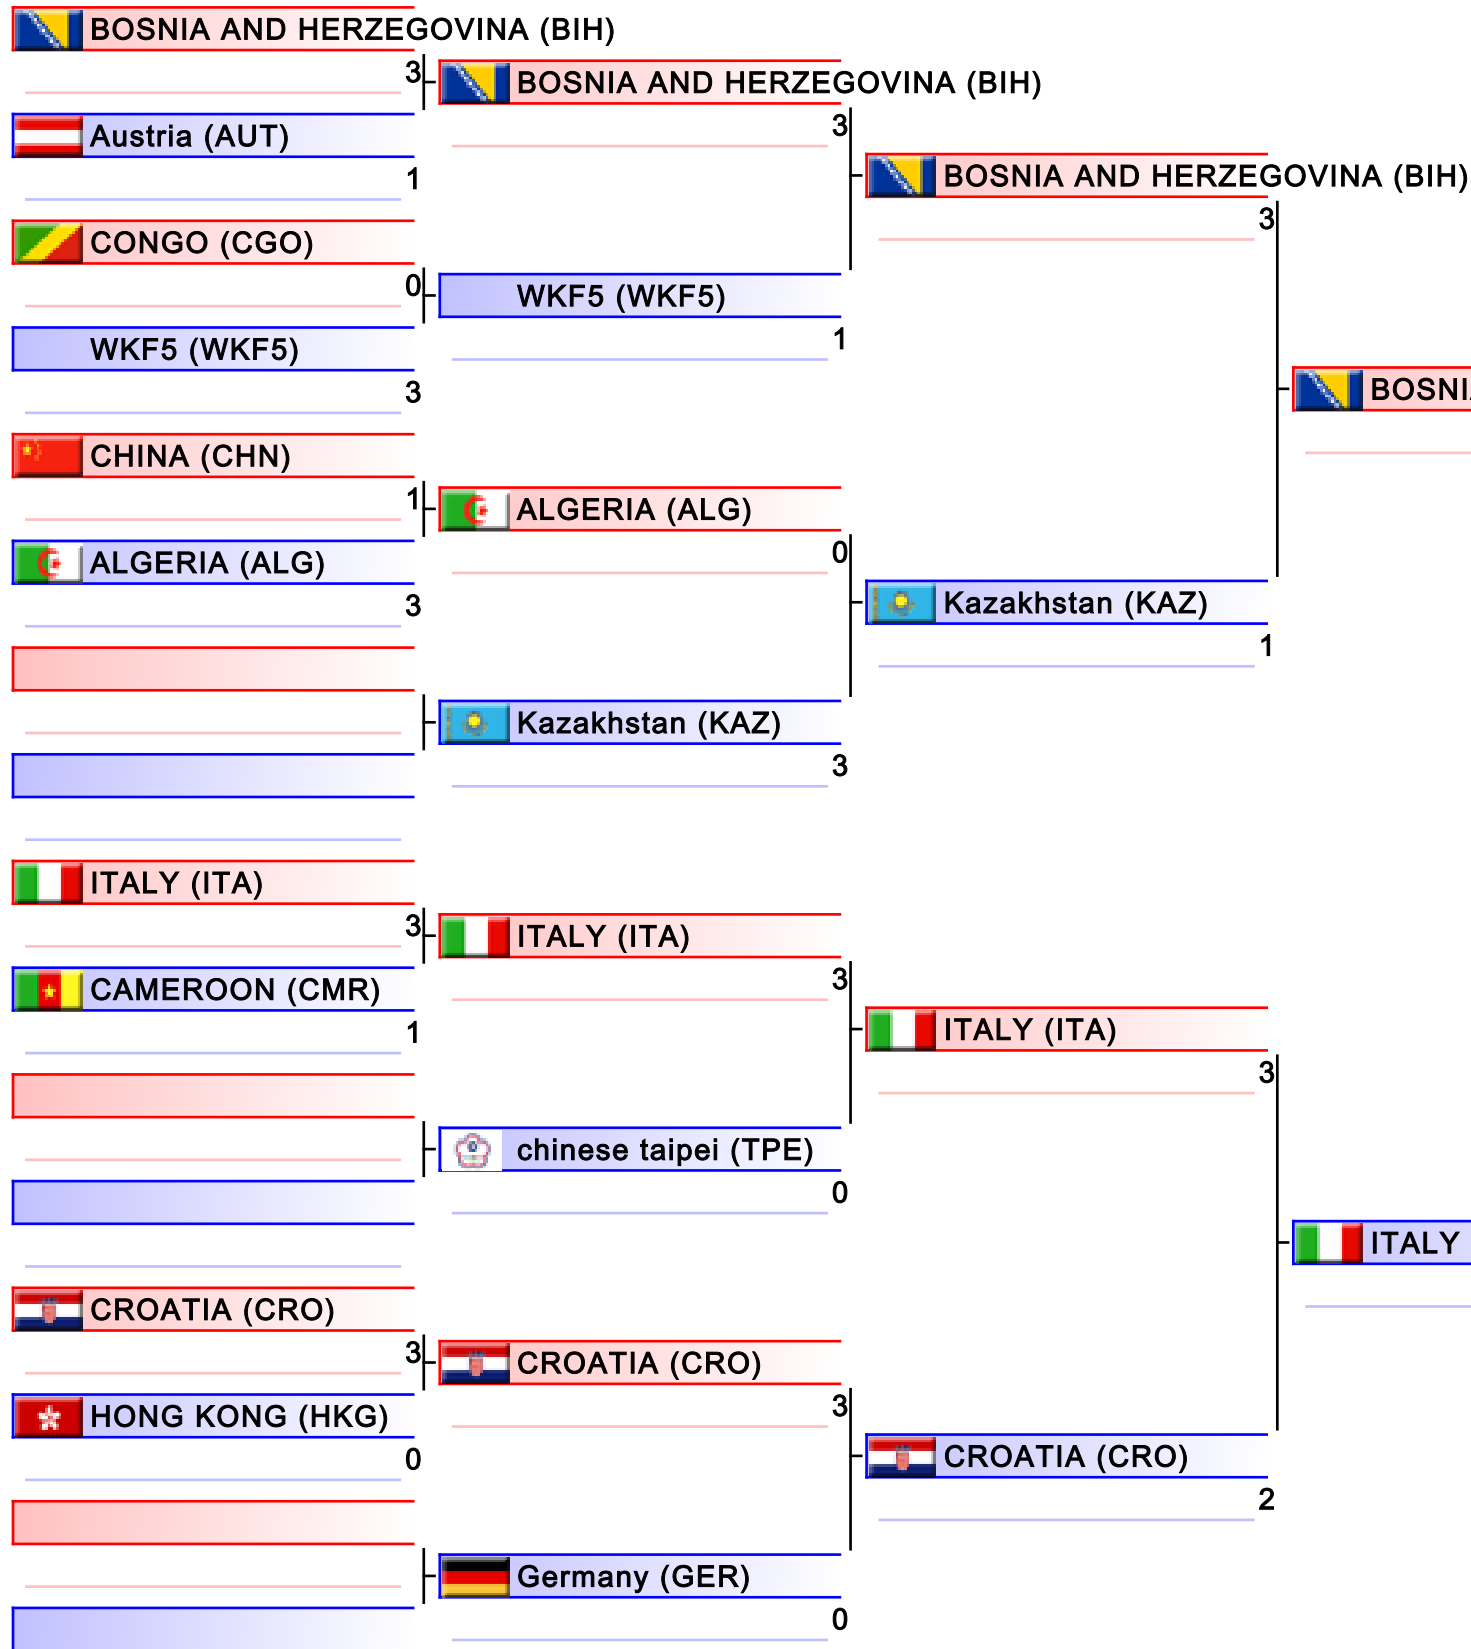 BOSNIA AND HERZEGOVINA (BIH)
3
Austria (AUT)
1
CONGO (CGO)
0
WKF5 (WKF5)
3
CHINA (CHN)
1
ALGERIA (ALG)
3
ITALY (ITA)
3
CAMEROON (CMR)
1
CROATIA (CRO)
3
HONG KONG (HKG)
0
BOSNIA AND HERZEGOVINA (BIH)
3
WKF5 (WKF5)
1
ALGERIA (ALG)
0
Kazakhstan (KAZ)
3
ITALY (ITA)
3
chinese taipei (TPE)
0
CROATIA (CRO)
3
Germany (GER)
0
BOSNIA AND HERZEGOVINA (BIH)
3
Kazakhstan (KAZ)
1
ITALY (ITA)
3
CROATIA (CRO)
2
BOSNI
ITALY